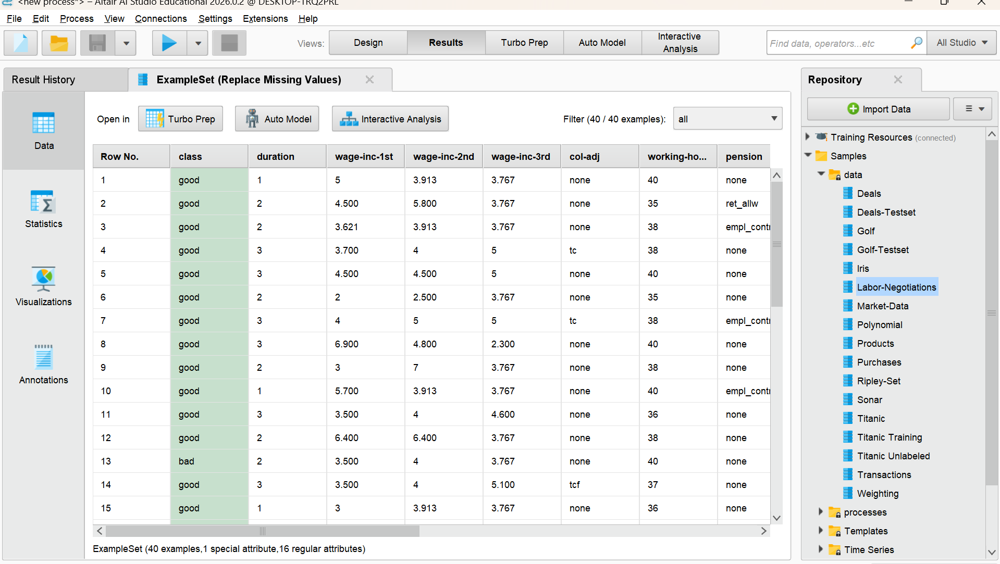 <new process*> – Altair AI Studio Educational 2026.0.2 @ DESKTOP-TRQ2PRL
File Edit Process View Connections Settings Extensions Help
Views: Design Results Turbo Prep Auto Model Interactive Analysis Find data, operators...etc All Studio
Result History ExampleSet (Replace Missing Values) Repository
Open in Turbo Prep Auto Model Interactive Analysis Filter (40 / 40 examples): all
Data
Statistics
Visualizations
Annotations
Row No. class duration wage-inc-1st wage-inc-2nd wage-inc-3rd col-adj working-ho... pension
1 good 1 5 3.913 3.767 none 40 none
2 good 2 4.500 5.800 3.767 none 35 ret_allw
3 good 2 3.621 3.913 3.767 none 38 empl_contr
4 good 3 3.700 4 5 tc 38 none
5 good 3 4.500 4.500 5 none 40 none
6 good 2 2 2.500 3.767 none 35 none
7 good 3 4 5 5 tc 38 empl_contr
8 good 3 6.900 4.800 2.300 none 40 none
9 good 2 3 7 3.767 none 38 none
10 good 1 5.700 3.913 3.767 none 40 empl_contr
11 good 3 3.500 4 4.600 none 36 none
12 good 2 6.400 6.400 3.767 none 38 none
13 bad 2 3.500 4 3.767 none 40 none
14 good 3 3.500 4 5.100 tcf 37 none
15 good 1 3 3.913 3.767 none 36 none
ExampleSet (40 examples,1 special attribute,16 regular attributes)
Import Data
Training Resources (connected)
Samples
data
Deals
Deals-Testset
Golf
Golf-Testset
Iris
Labor-Negotiations
Market-Data
Polynomial
Products
Purchases
Ripley-Set
Sonar
Titanic
Titanic Training
Titanic Unlabeled
Transactions
Weighting
processes
Templates
Time Series